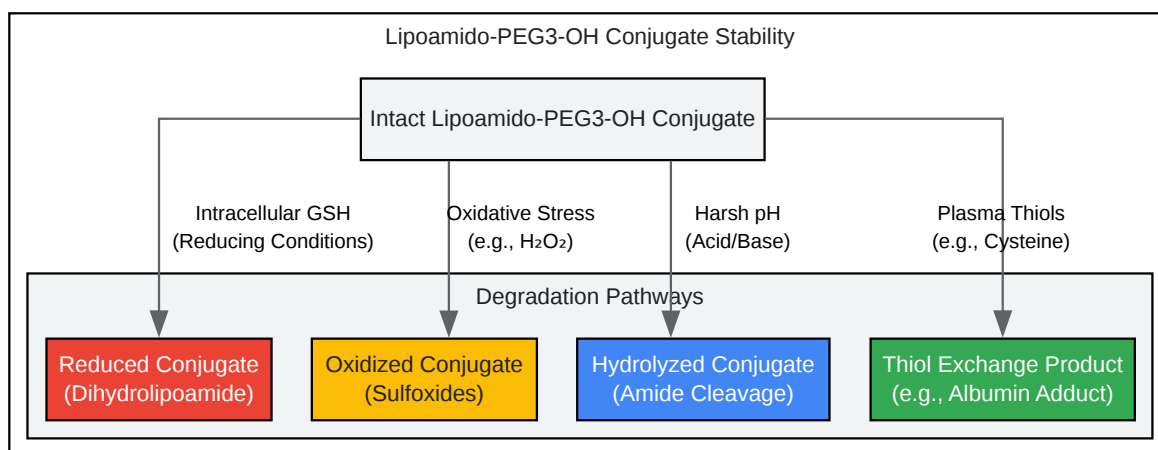 Lipoamido-PEG3-OH Conjugate Stability
Intact Lipoamido-PEG3-OH Conjugate
Intracellular GSH
(Reducing Conditions)
Oxidative Stress
(e.g., H₂O₂)
Harsh pH
(Acid/Base)
Plasma Thiols
(e.g., Cysteine)
Degradation Pathways
Reduced Conjugate
(Dihydrolipoamide)
Oxidized Conjugate
(Sulfoxides)
Hydrolyzed Conjugate
(Amide Cleavage)
Thiol Exchange Product
(e.g., Albumin Adduct)